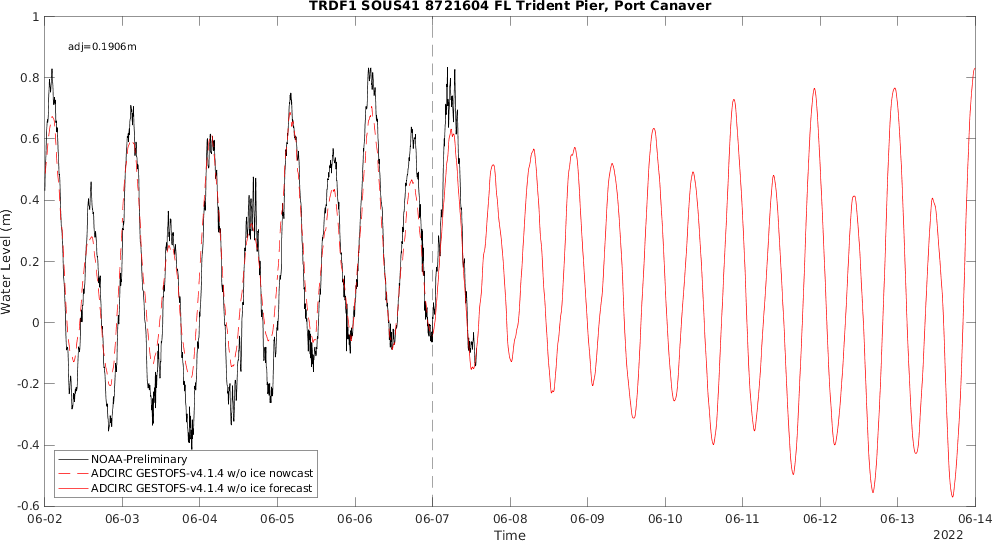 TRDF1 SOUS41 8721604 FL Trident Pier, Port Canaver
adj=0.1906m
1
0.8
0.6
0.4
0.2
0
-0.2
-0.4
-0.6
Water Level (m)
NOAA-Preliminary
ADCIRC GESTOFS-v4.1.4 w/o ice nowcast
ADCIRC GESTOFS-v4.1.4 w/o ice forecast
06-02 06-03 06-04 06-05 06-06 06-07 06-08 06-09 06-10 06-11 06-12 06-13 06-14
Time
2022